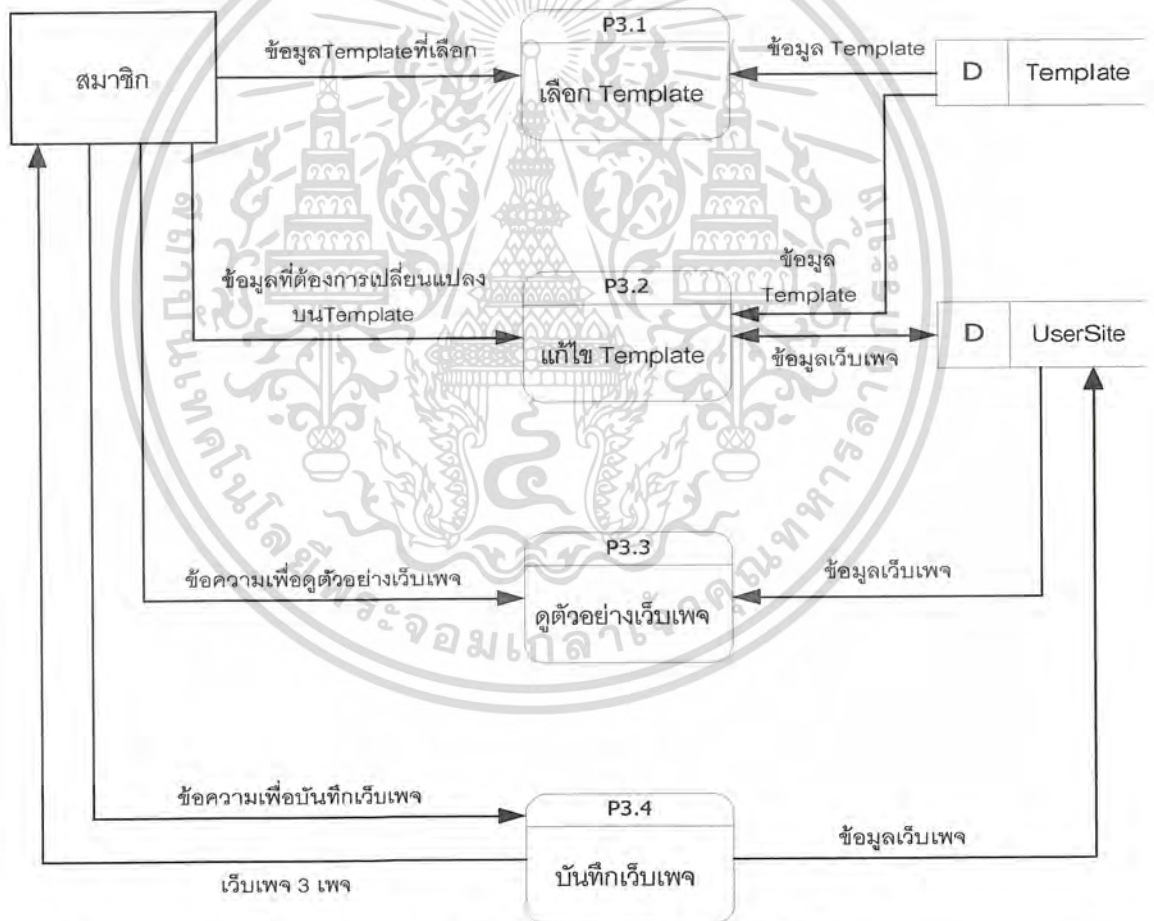 P3.1
ข้อมูลTemplateที่เลือก
ข้อมูล Template
สมาชิก
เลือก Template
D Template
ข้อมูลที่ต้องการเปลี่ยนแปลง
บนTemplate
P3.2
ข้อมูล
Template
แก้ไข Template
ข้อมูลเว็บเพจ
D UserSite
P3.3
ข้อความเพื่อดูตัวอย่างเว็บเพจ
ข้อมูลเว็บเพจ
ดูตัวอย่างเว็บเพจ
ข้อความเพื่อบันทึกเว็บเพจ
P3.4
ข้อมูลเว็บเพจ
บันทึกเว็บเพจ
เว็บเพจ 3 เพจ